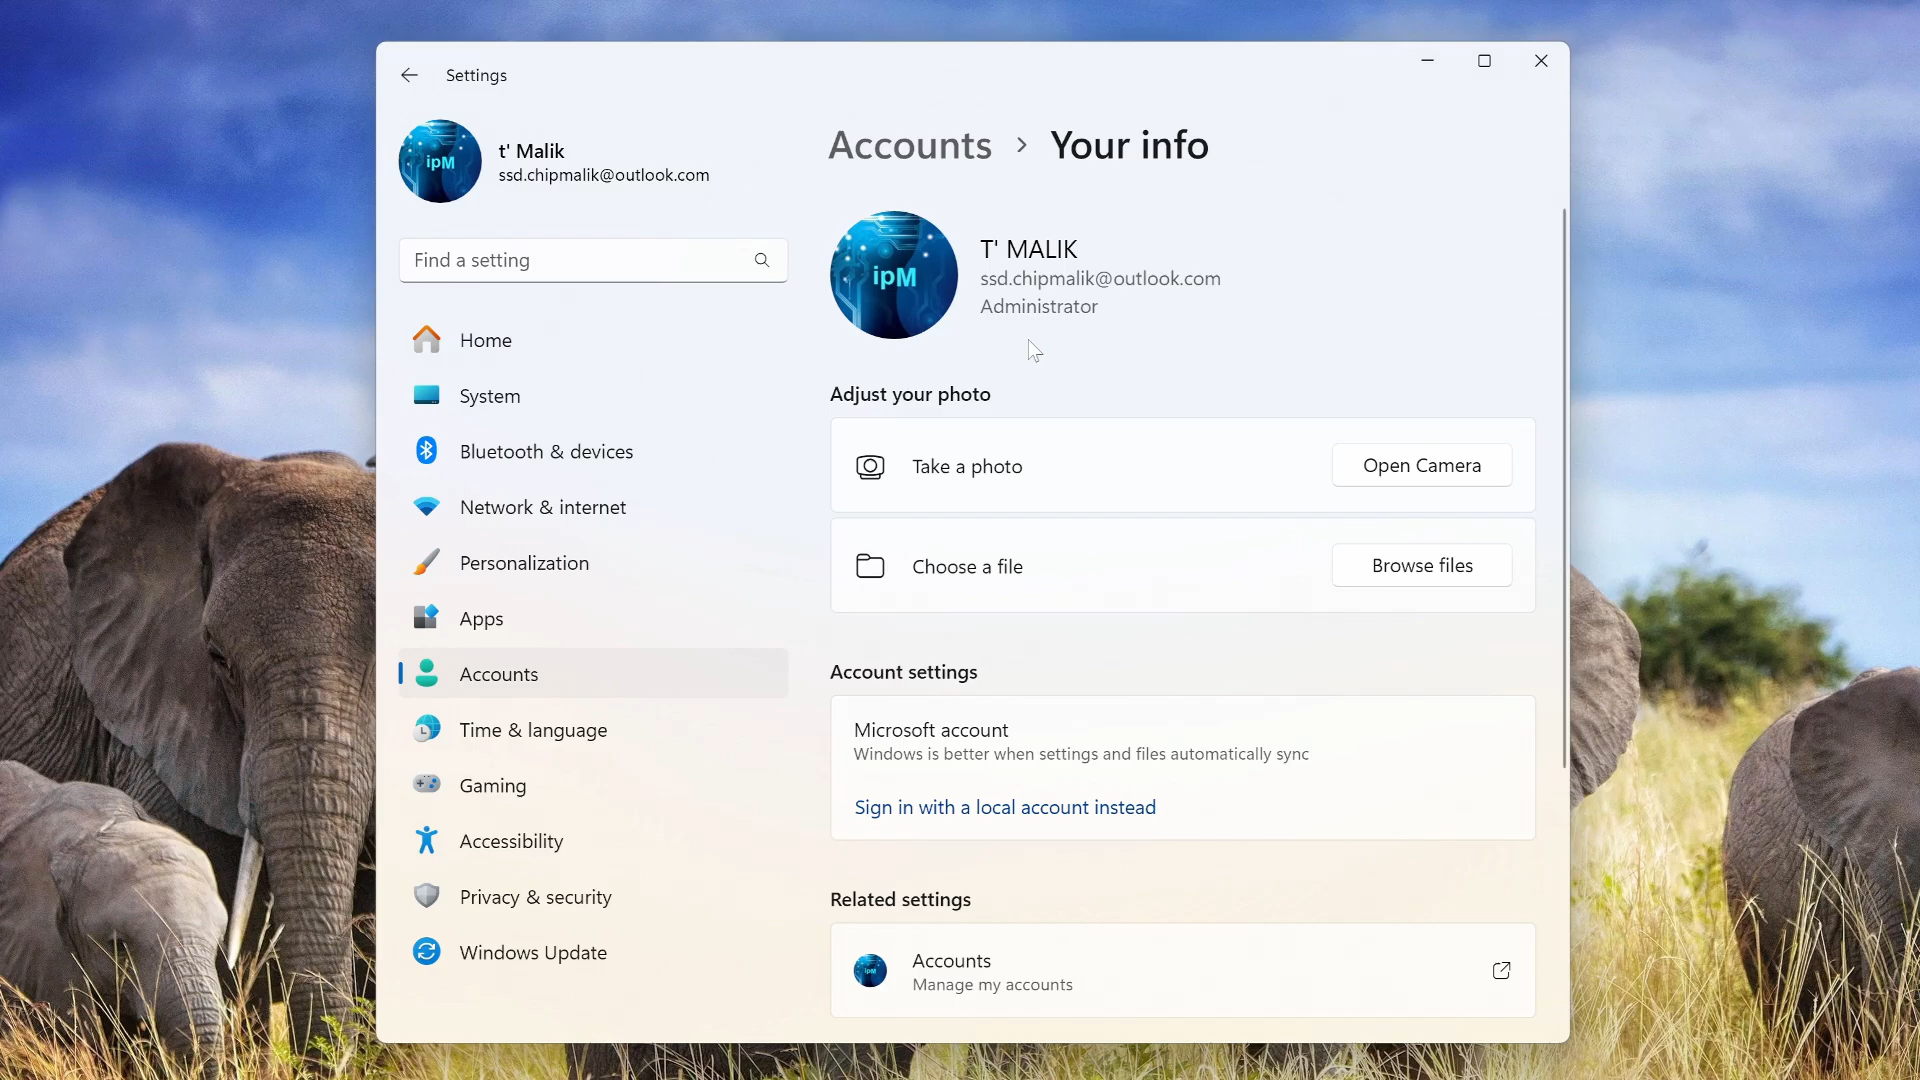 Settings
t' Malik
ssd.chipmalik@outlook.com
ipM
Find a setting
Home
System
Bluetooth & devices
Network & internet
Personalization
Apps
Accounts
Time & language
Gaming
Accessibility
Privacy & security
Windows Update
Accounts > Your info
ipM
T' MALIK
ssd.chipmalik@outlook.com
Administrator
Adjust your photo
Take a photo
Open Camera
Choose a file
Browse files
Account settings
Microsoft account
Windows is better when settings and files automatically sync
Sign in with a local account instead
Related settings
ipM
Accounts
Manage my accounts